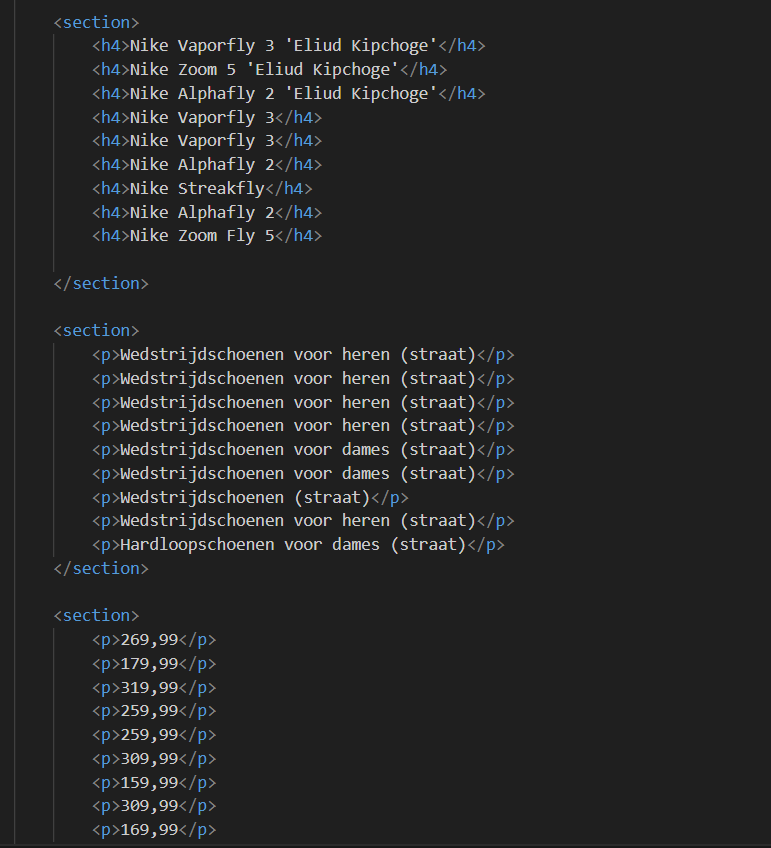 <section>
<h4>Nike Vaporfly 3 'Eliud Kipchoge'</h4>
<h4>Nike Zoom 5 'Eliud Kipchoge'</h4>
<h4>Nike Alphafly 2 'Eliud Kipchoge'</h4>
<h4>Nike Vaporfly 3</h4>
<h4>Nike Vaporfly 3</h4>
<h4>Nike Alphafly 2</h4>
<h4>Nike Streakfly</h4>
<h4>Nike Alphafly 2</h4>
<h4>Nike Zoom Fly 5</h4>
</section>
<section>
<p>Wedstrijdschoenen voor heren (straat)</p>
<p>Wedstrijdschoenen voor heren (straat)</p>
<p>Wedstrijdschoenen voor heren (straat)</p>
<p>Wedstrijdschoenen voor heren (straat)</p>
<p>Wedstrijdschoenen voor dames (straat)</p>
<p>Wedstrijdschoenen voor dames (straat)</p>
<p>Wedstrijdschoenen (straat)</p>
<p>Wedstrijdschoenen voor heren (straat)</p>
<p>Hardloopschoenen voor dames (straat)</p>
</section>
<section>
<p>269,99</p>
<p>179,99</p>
<p>319,99</p>
<p>259,99</p>
<p>259,99</p>
<p>309,99</p>
<p>159,99</p>
<p>309,99</p>
<p>169,99</p>